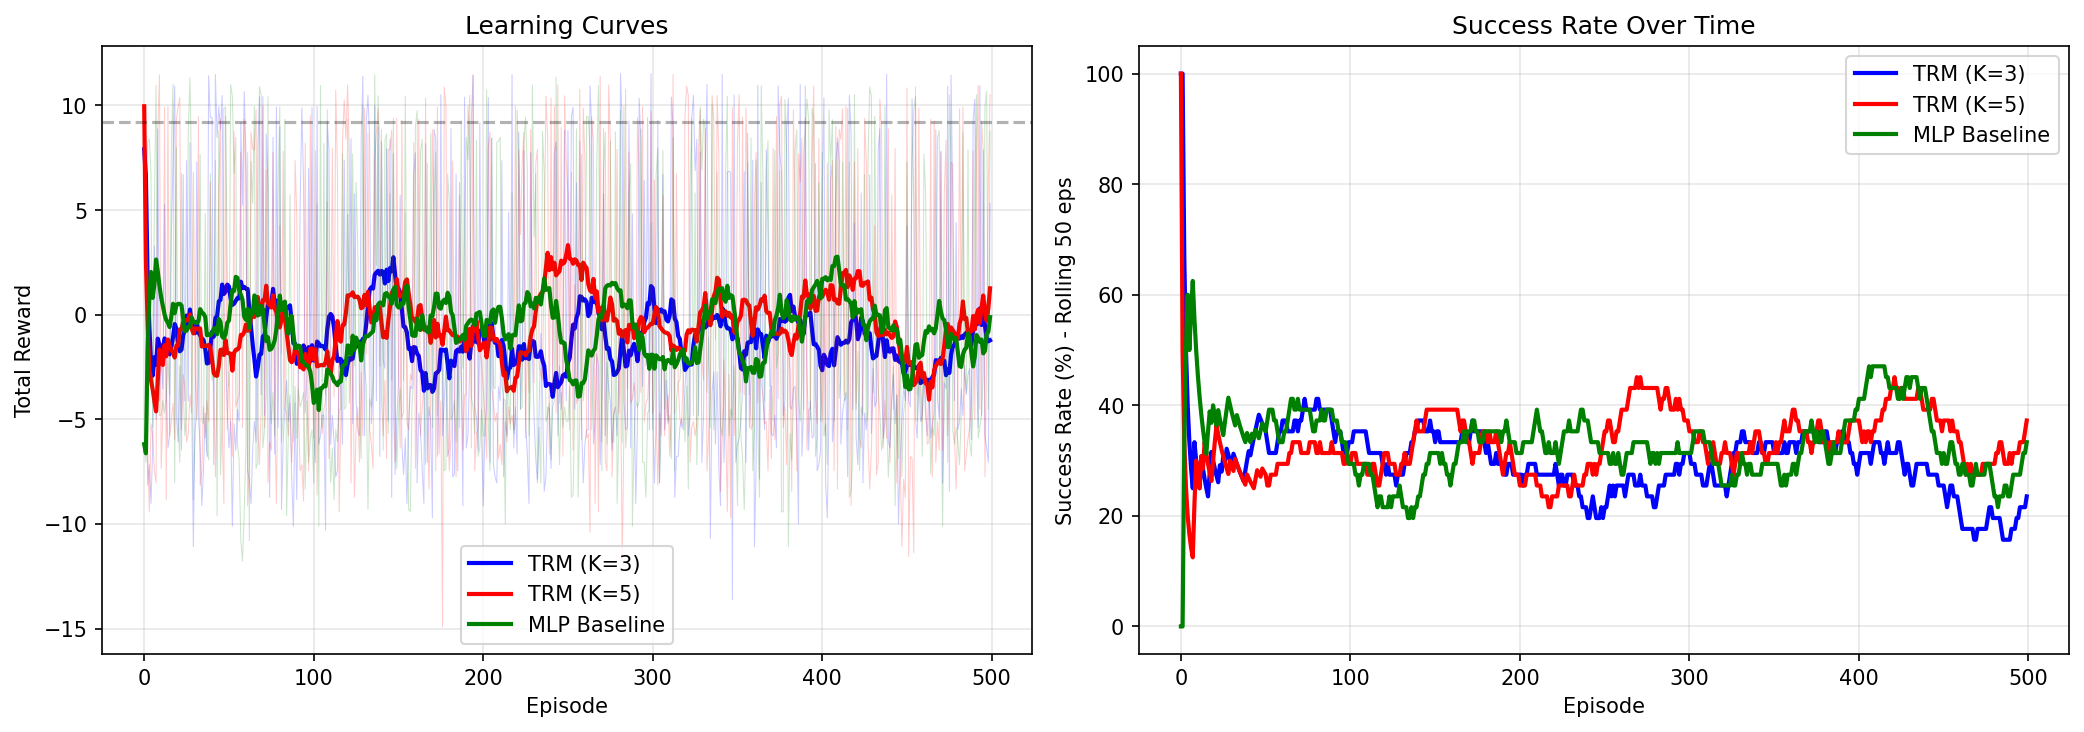 Learning Curves
Total Reward
10
5
0
−5
−10
−15
TRM (K=3)
TRM (K=5)
MLP Baseline
0 100 200 300 400 500
Episode
Success Rate Over Time
Success Rate (%) - Rolling 50 eps
100
80
60
40
20
0
TRM (K=3)
TRM (K=5)
MLP Baseline
0 100 200 300 400 500
Episode